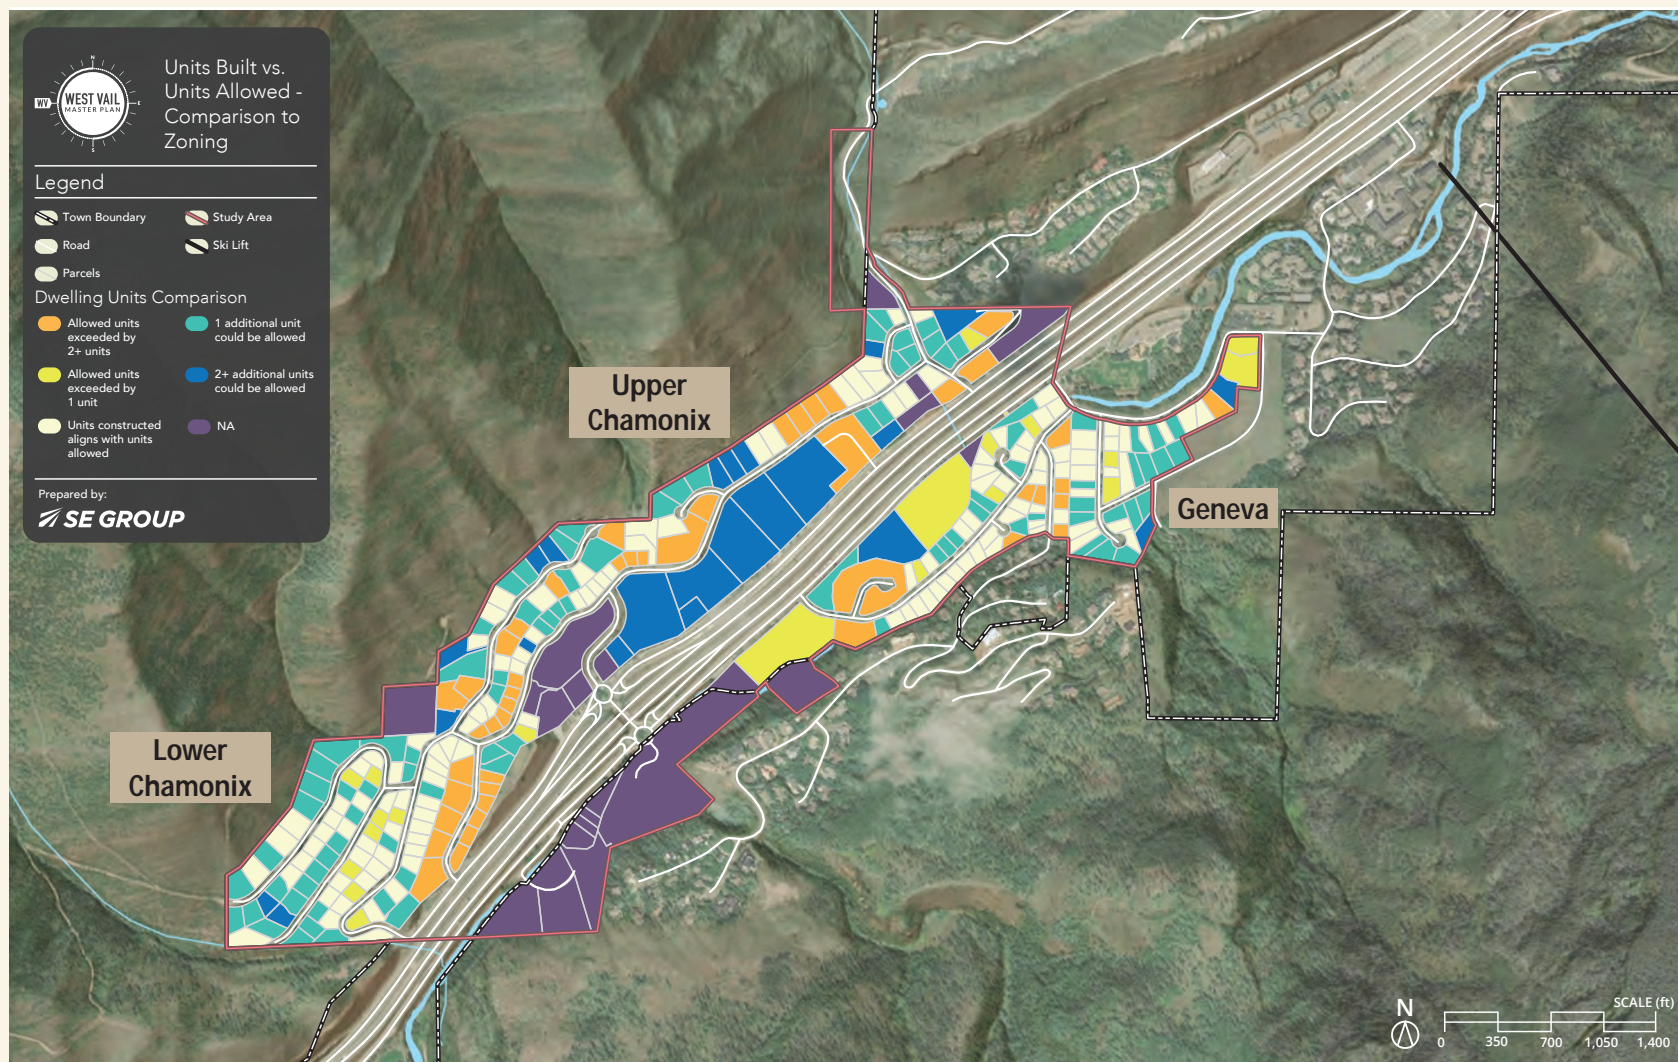 N
WV
WEST VAIL
MASTER PLAN
E
S
Units Built vs.
Units Allowed -
Comparison to
Zoning
Legend
Town Boundary
Study Area
Road
Ski Lift
Parcels
Dwelling Units Comparison
Allowed units
exceeded by
2+ units
1 additional unit
could be allowed
Allowed units
exceeded by
1 unit
2+ additional units
could be allowed
Units constructed
aligns with units
allowed
NA
Prepared by:
SE GROUP
Upper
Chamonix
Geneva
Lower
Chamonix
N
SCALE (ft)
0 350 700 1,050 1,400